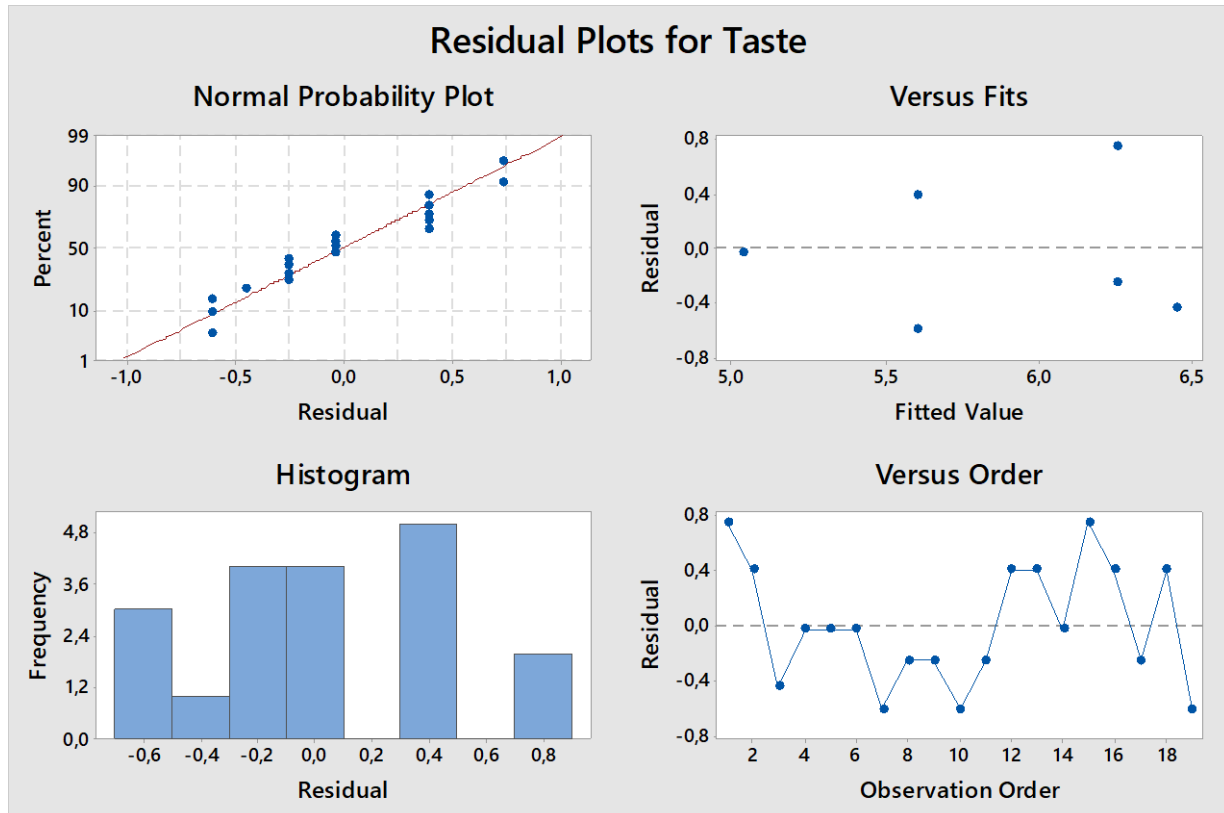 Residual Plots for Taste
Normal Probability Plot
Percent
99
90
50
10
1
-1,0 -0,5 0,0 0,5 1,0
Residual
Versus Fits
Residual
0,8
0,4
0,0
-0,4
-0,8
5,0 5,5 6,0 6,5
Fitted Value
Histogram
Frequency
4,8
3,6
2,4
1,2
0,0
-0,6 -0,4 -0,2 0,0 0,2 0,4 0,6 0,8
Residual
Versus Order
Residual
0,8
0,4
0,0
-0,4
-0,8
2 4 6 8 10 12 14 16 18
Observation Order